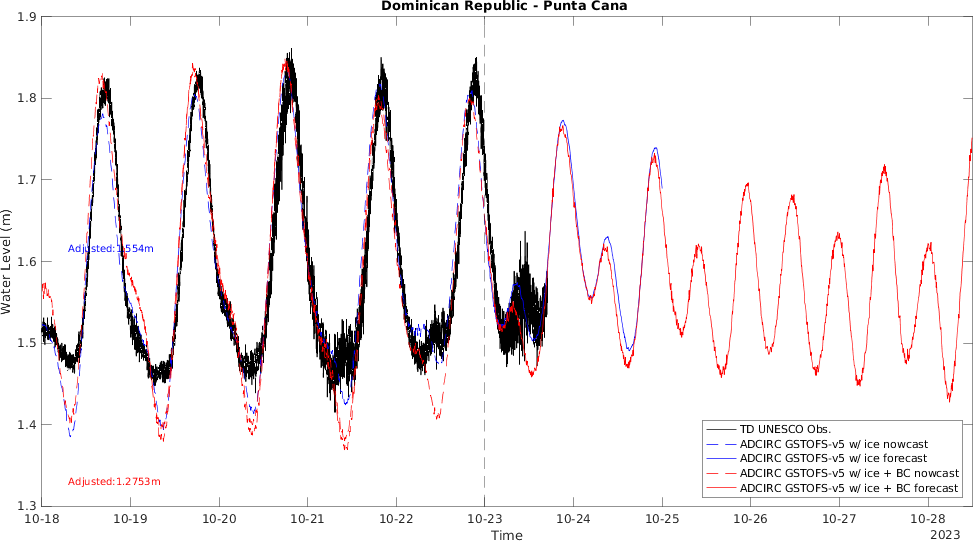 Dominican Republic - Punta Cana
1.9
1.8
1.7
1.6
1.5
1.4
1.3
Water Level (m)
Adjusted:1.554m
Adjusted:1.2753m
TD UNESCO Obs.
ADCIRC GSTOFS-v5 w/ ice nowcast
ADCIRC GSTOFS-v5 w/ ice forecast
ADCIRC GSTOFS-v5 w/ ice + BC nowcast
ADCIRC GSTOFS-v5 w/ ice + BC forecast
10-18 10-19 10-20 10-21 10-22 10-23 10-24 10-25 10-26 10-27 10-28
Time
2023